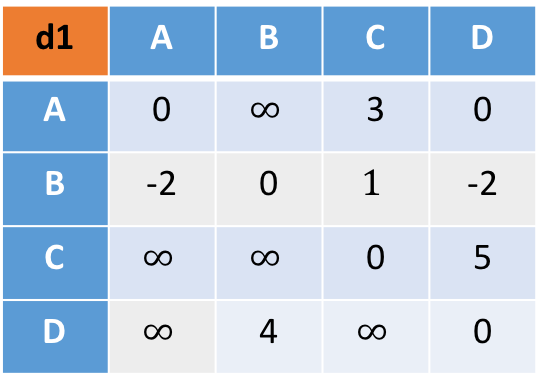 d1 A B C D
A 0 ∞ 3 0
B -2 0 1 -2
C ∞ ∞ 0 5
D ∞ 4 ∞ 0